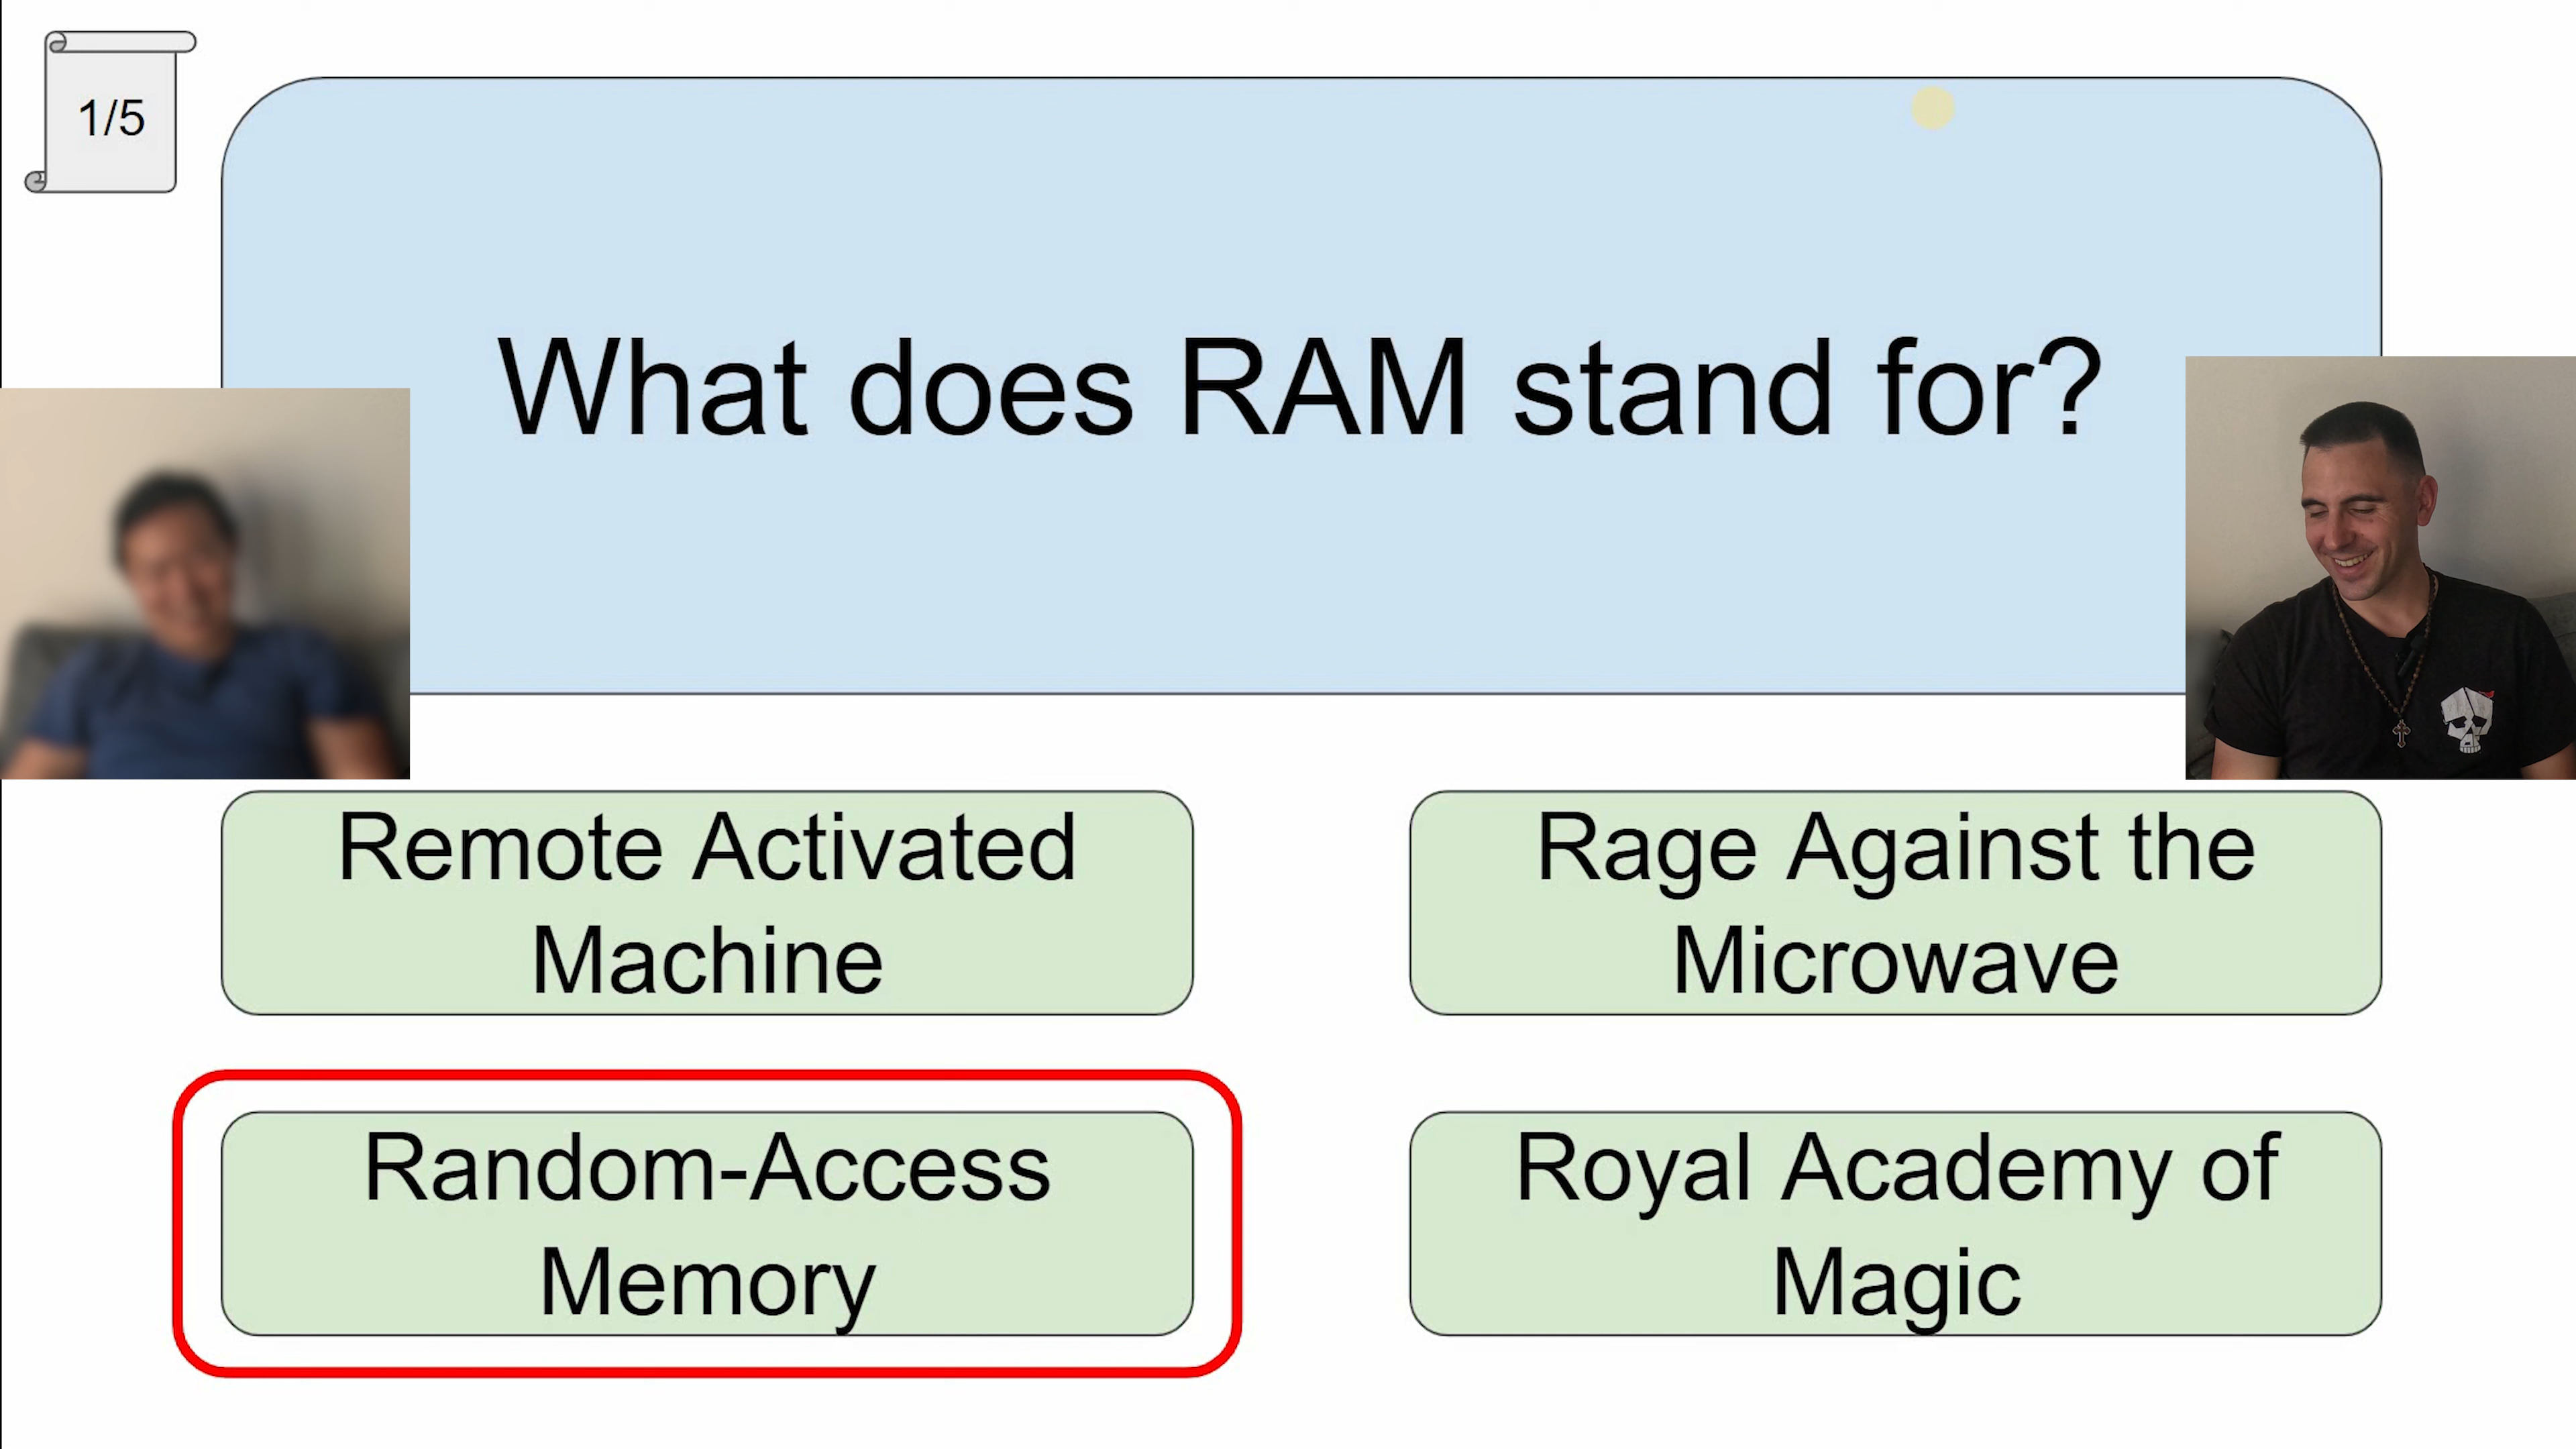 1/5
What does RAM stand for?
Remote Activated
Machine
Rage Against the
Microwave
Random-Access
Memory
Royal Academy of
Magic